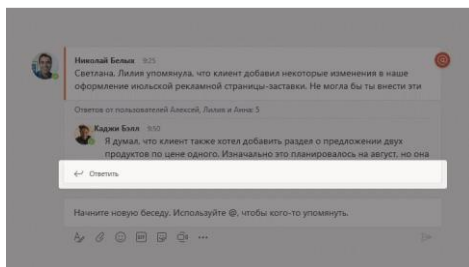 Николай Белых 9:25
Светлана, Лилия упомянула, что клиент добавил некоторые изменения в наше
оформление июльской рекламной страницы-заставки. Не могла бы ты внести эти
Ответов от пользователей Алексей, Лилия и Анна: 5
Каджи Бэлл 9:50
Я думал, что клиент также хотел добавить раздел о предложении двух
продуктов по цене одного. Изначально это планировалось на август, но она
Ответить
Начните новую беседу. Используйте @, чтобы кого-то упомянуть.
GIF